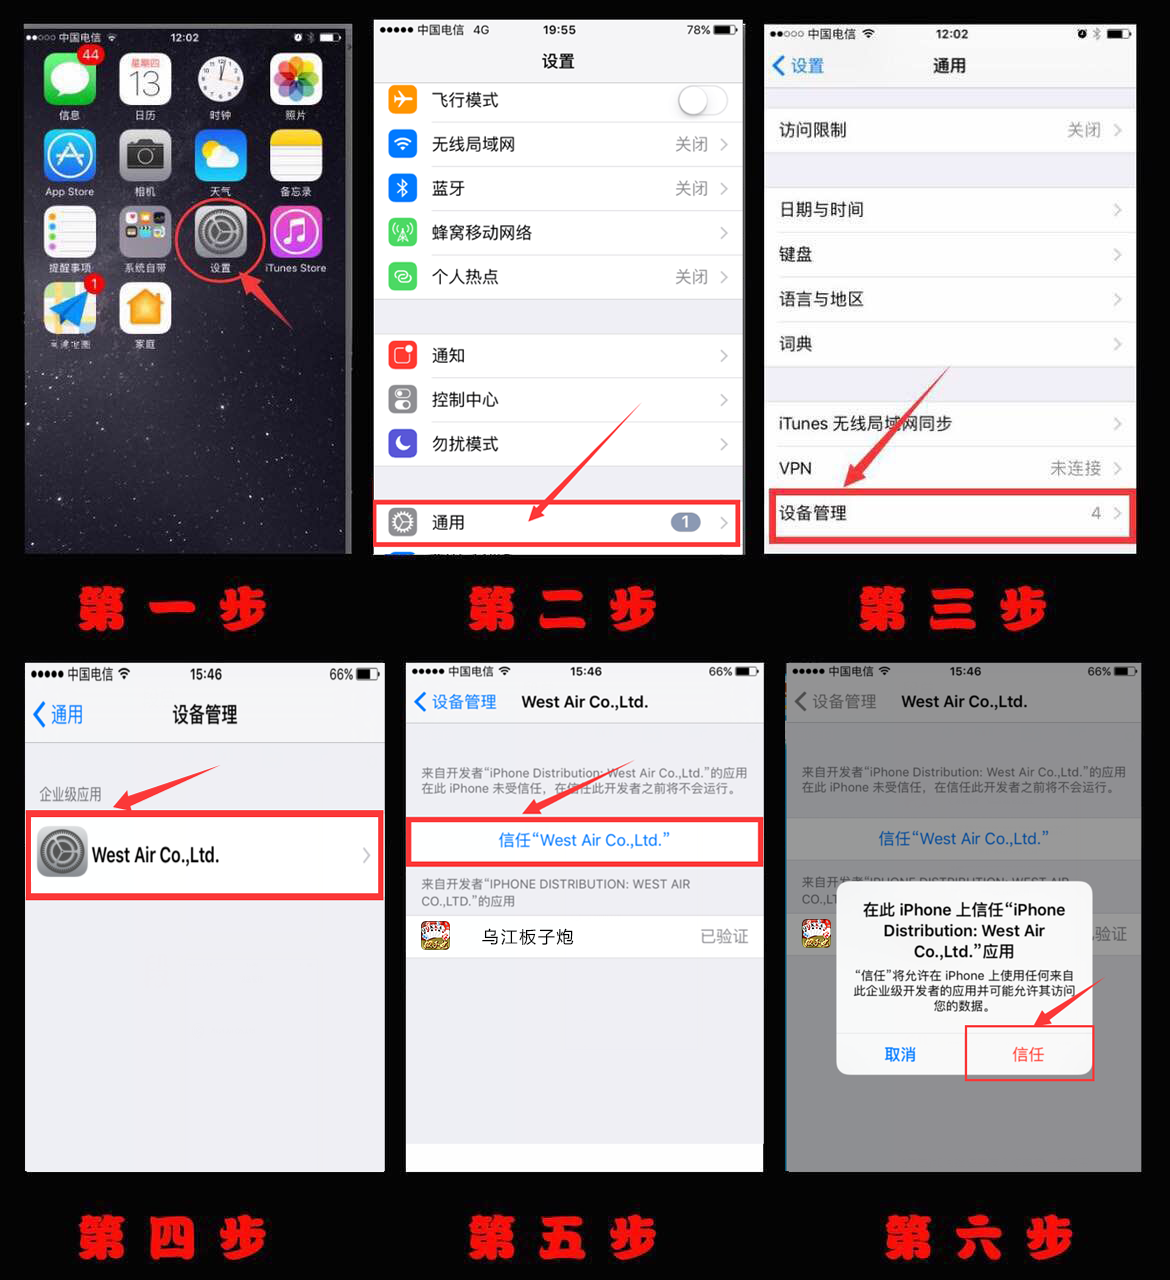 中国电信
12:02
44
星期四
13
信息
日历
时钟
照片
App Store
相机
天气
备忘录
提醒事项
系统自带
设置
iTunes Store
1
高德地图
家庭
第一步
中国电信 4G
19:55
78%
设置
飞行模式
无线局域网 关闭
蓝牙 关闭
蜂窝移动网络
个人热点 关闭
通知
控制中心
勿扰模式
通用 1
第二步
中国电信
12:02
设置
通用
访问限制 关闭
日期与时间
键盘
语言与地区
词典
iTunes 无线局域网同步
VPN 未连接
设备管理 4
第三步
中国电信
15:46
66%
通用
设备管理
企业级应用
West Air Co.,Ltd.
第四步
中国电信
15:46
66%
设备管理
West Air Co.,Ltd.
来自开发者“iPhone Distribution: West Air Co.,Ltd.”的应用
在此 iPhone 未受信任，在信任此开发者之前将不会运行。
信任“West Air Co.,Ltd.”
来自开发者“IPHONE DISTRIBUTION: WEST AIR
CO.,LTD.”的应用
乌江板子炮 已验证
第五步
中国电信
15:46
66%
设备管理
West Air Co.,Ltd.
来自开发者“iPhone Distribution: West Air Co.,Ltd.”的应用
在此 iPhone 未受信任，在信任此开发者之前将不会运行。
信任“West Air Co.,Ltd.”
来自开发者“IPHONE DISTRIBUTION: WEST AIR
CO.,LT
验证
在此 iPhone 上信任“iPhone
Distribution: West Air
Co.,Ltd.”应用
“信任”将允许在 iPhone 上使用任何来自
此企业级开发者的应用并可能允许其访问
您的数据。
取消
信任
第六步